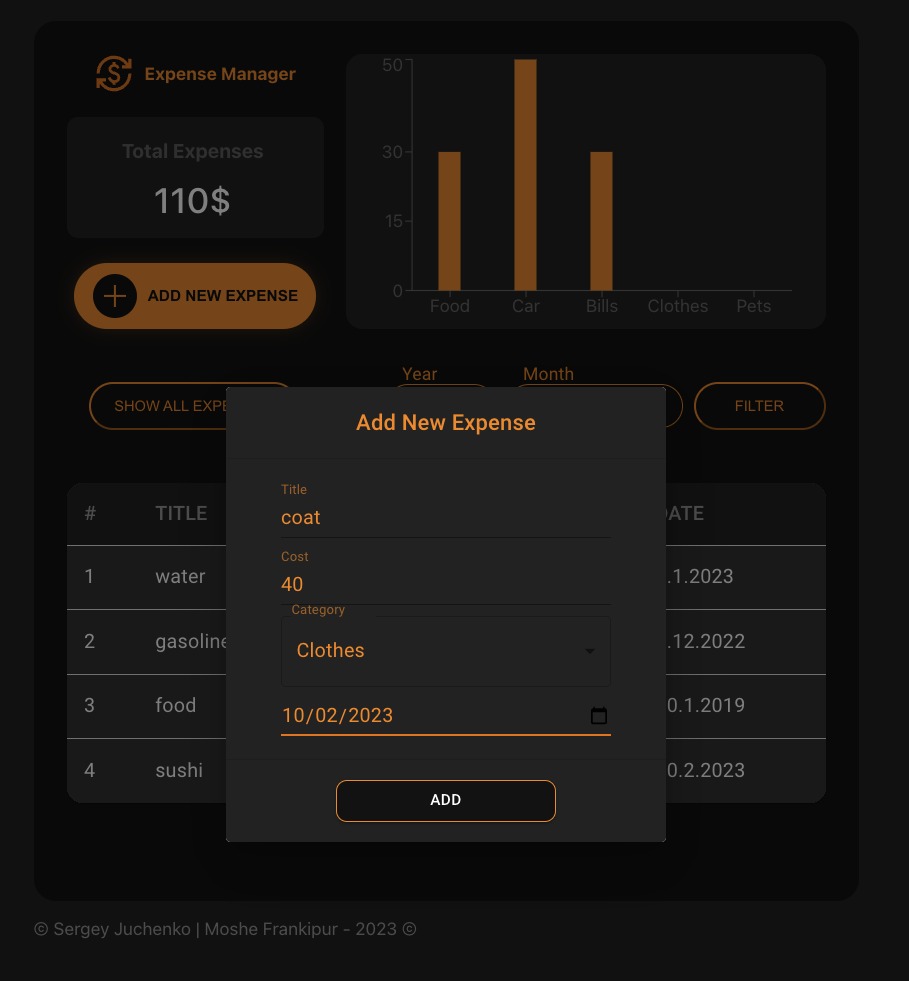 Expense Manager
Total Expenses
110$
ADD NEW EXPENSE
50
30
15
0
Food Car Bills Clothes Pets
Year Month
SHOW ALL EXPE
FILTER
Add New Expense
Title
coat
Cost
40
Category
Clothes
10/02/2023
ADD
# TITLE DATE
1 water .1.2023
2 gasoline .12.2022
3 food 0.1.2019
4 sushi 0.2.2023
© Sergey Juchenko | Moshe Frankipur - 2023 ©